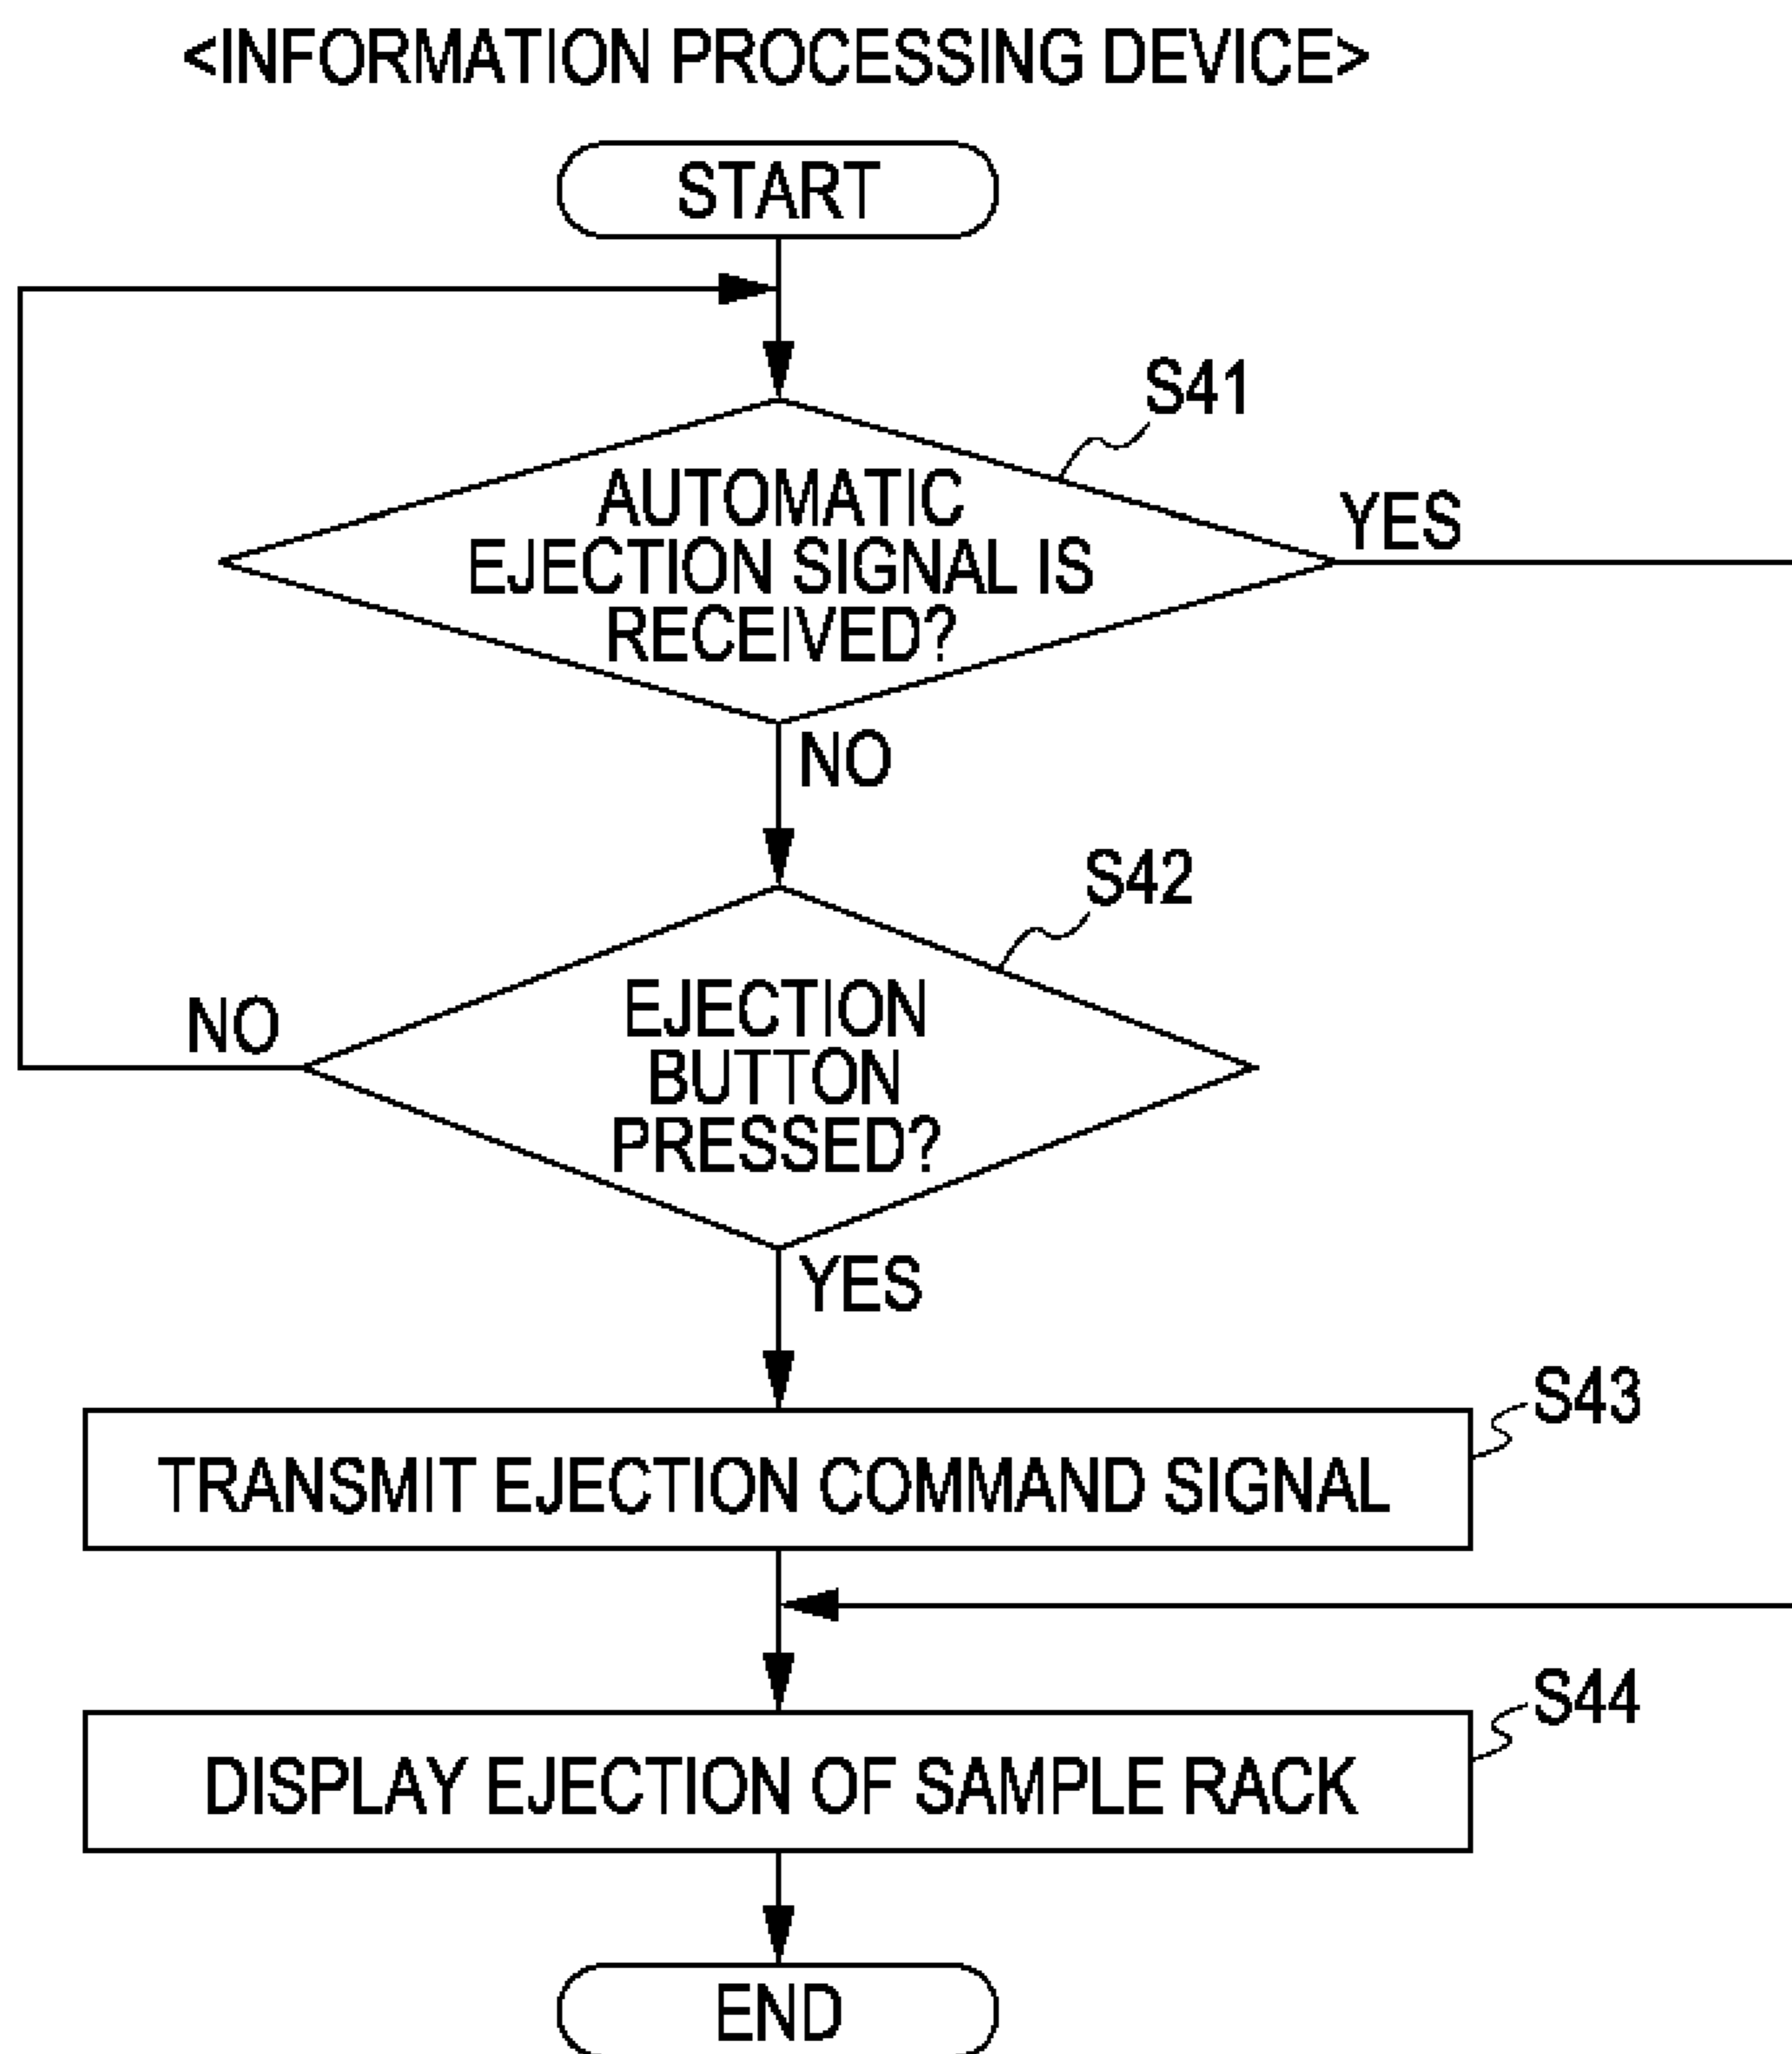 <INFORMATION PROCESSING DEVICE>
START
S41
AUTOMATIC
EJECTION SIGNAL IS
RECEIVED?
YES
NO
S42
EJECTION
BUTTON
PRESSED?
NO
YES
S43
TRANSMIT EJECTION COMMAND SIGNAL
S44
DISPLAY EJECTION OF SAMPLE RACK
END